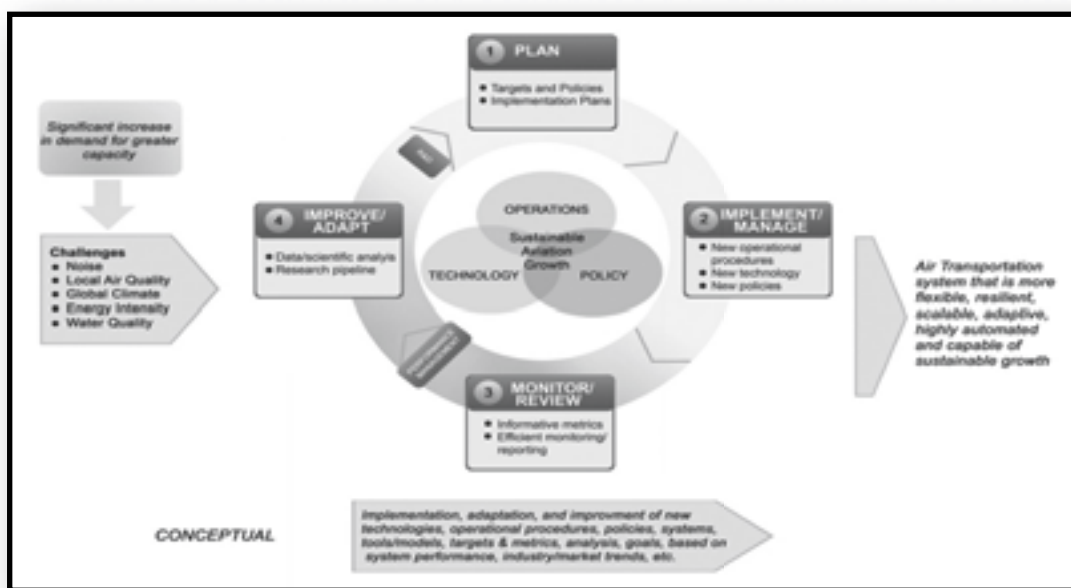 1 PLAN
Targets and Policies
Implementation Plans
Significant increase
in demand for greater
capacity
Challenges
Noise
Local Air Quality
Global Climate
Energy Intensity
Water Quality
4 IMPROVE/
ADAPT
Data/scientific analyis
Research pipeline
OPERATIONS
Sustainable
Aviation
Growth
TECHNOLOGY
POLICY
2 IMPLEMENT/
MANAGE
New operational
procedures
New technology
New policies
Air Transportation
system that is more
flexible, resilient,
scalable, adaptive,
highly automated
and capable of
sustainable growth
3 MONITOR/
REVIEW
Informative metrics
Efficient monitoring/
reporting
CONCEPTUAL
Implementation, adaptation, and improvment of new
technologies, operational procedures, policies, systems,
tools/models, targets & metrics, analysis, goals, based on
system performance, industry/market trends, etc.